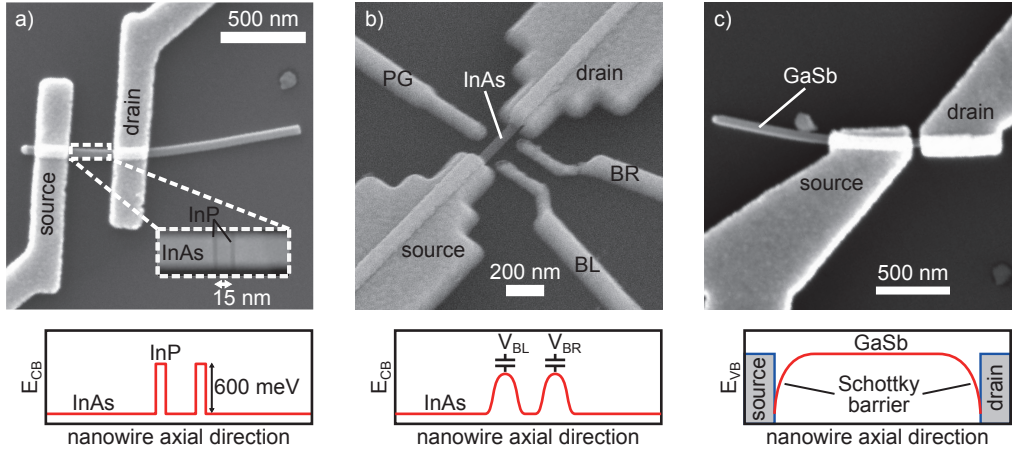 a)
500 nm
source
drain
InP
InAs
15 nm
b)
PG
InAs
drain
BR
source
BL
200 nm
c)
GaSb
drain
source
500 nm
E_CB
InP
600 meV
InAs
nanowire axial direction
E_CB
V_BL V_BR
InAs
nanowire axial direction
E_VB
source
GaSb
Schottky
barrier
drain
nanowire axial direction